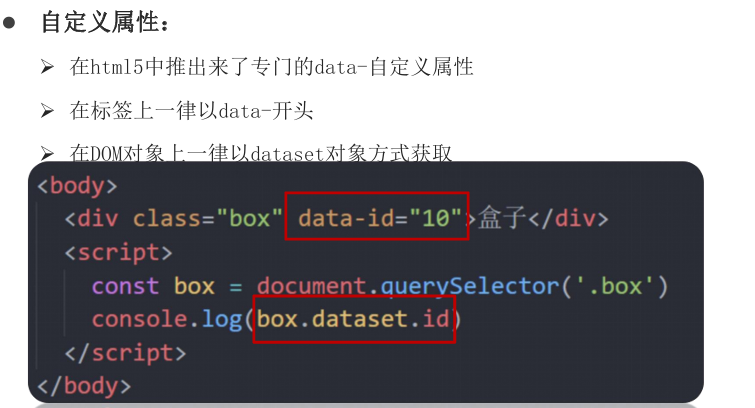 ● 自定义属性：
➢ 在html5中推出来了专门的data-自定义属性
➢ 在标签上一律以data-开头
➢ 在DOM对象上一律以dataset对象方式获取
<body>
<div class="box" data-id="10">盒子</div>
<script>
const box = document.querySelector('.box')
console.log(box.dataset.id)
</script>
</body>